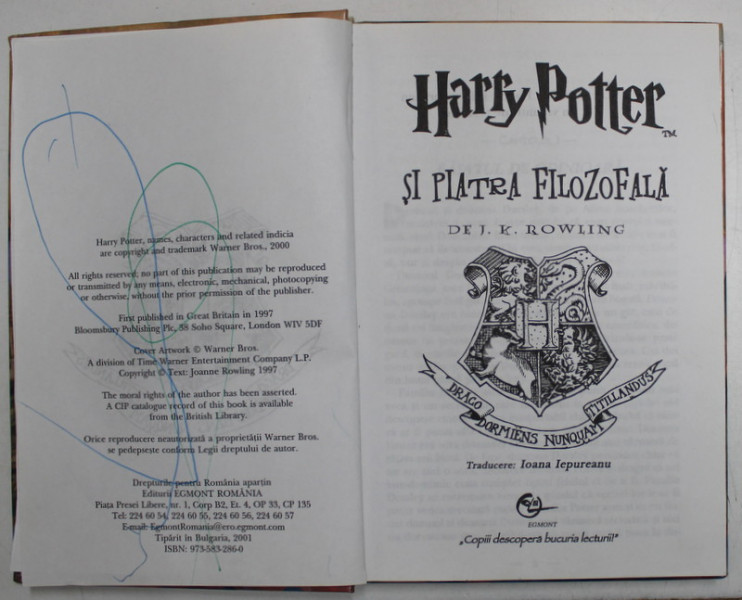 Harry Potter, names, characters and related indicia
are copyright and trademark Warner Bros., 2000
All rights reserved; no part of this publication may be reproduced
or transmitted by any means, electronic, mechanical, photocopying
or otherwise, without the prior permission of the publisher.
First published in Great Britain in 1997
Bloomsbury Publishing Plc, 38 Soho Square, London WIV 5DF
Cover Artwork © Warner Bros.
A division of Time Warner Entertainment Company L.P.
Copyright © Text: Joanne Rowling 1997
The moral rights of the author has been asserted.
A CIP catalogue record of this book is available
from the British Library.
Orice reproducere neautorizată a proprietății Warner Bros.
se pedepsește conform Legii dreptului de autor.
Drepturile pentru România aparțin
Editurii EGMONT ROMÂNIA
Piața Presei Libere, nr. 1, Corp B2, Et. 4, OP 33, CP 135
Tel: 224 60 54, 224 60 55, 224 60 56, 224 60 57
E-mail: EgmontRomania@ero.egmont.com
Tipărit în Bulgaria, 2001
ISBN: 973-583-286-0
Harry Potter™
ȘI PIATRA FILOZOFALĂ
DE J. K. ROWLING
H
DRACO DORMIENS NUNQUAM TITILLANDUS
Traducere: Ioana Iepureanu
EGMONT
„Copiii descoperă bucuria lecturii!"